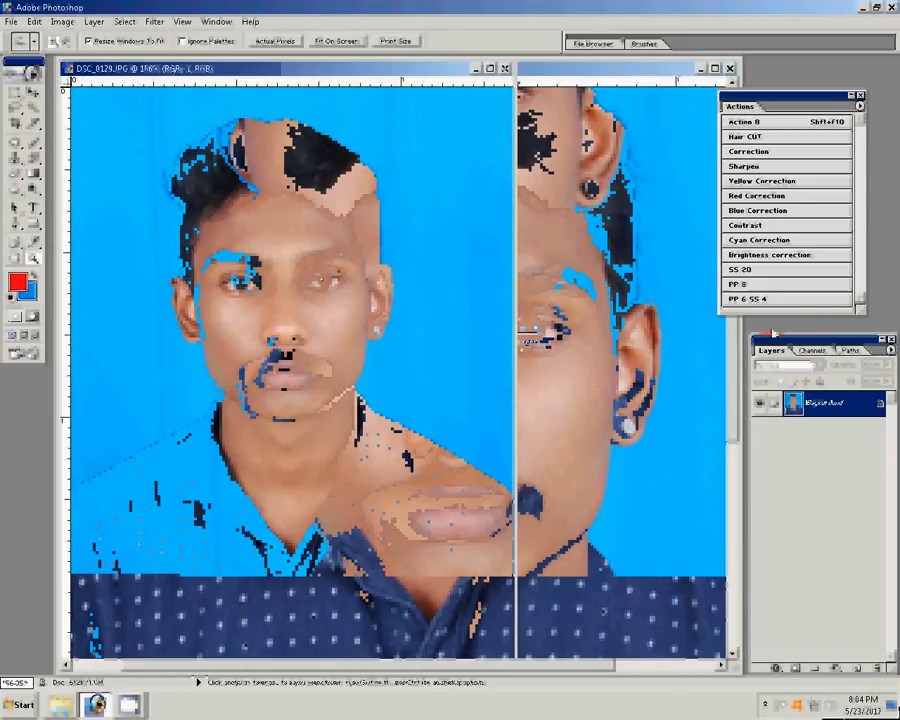 Adobe Photoshop
File Edit Image Layer Select Filter View Window Help
Resize Windows To Fit Ignore Palettes Actual Pixels Fit On Screen Print Size
File Browser Brushes
DSC_0129.JPG @
Actions
Action 8 Shft+F10
Hair CUT
Correction
Sharpen
Yellow Correction
Red Correction
Blue Correction
Contrast
Cyan Correction
Brightness correction
SS 20
PP 8
PP 6 SS 4
Layers Channels Paths
Start
8:04 PM
5/23/2017